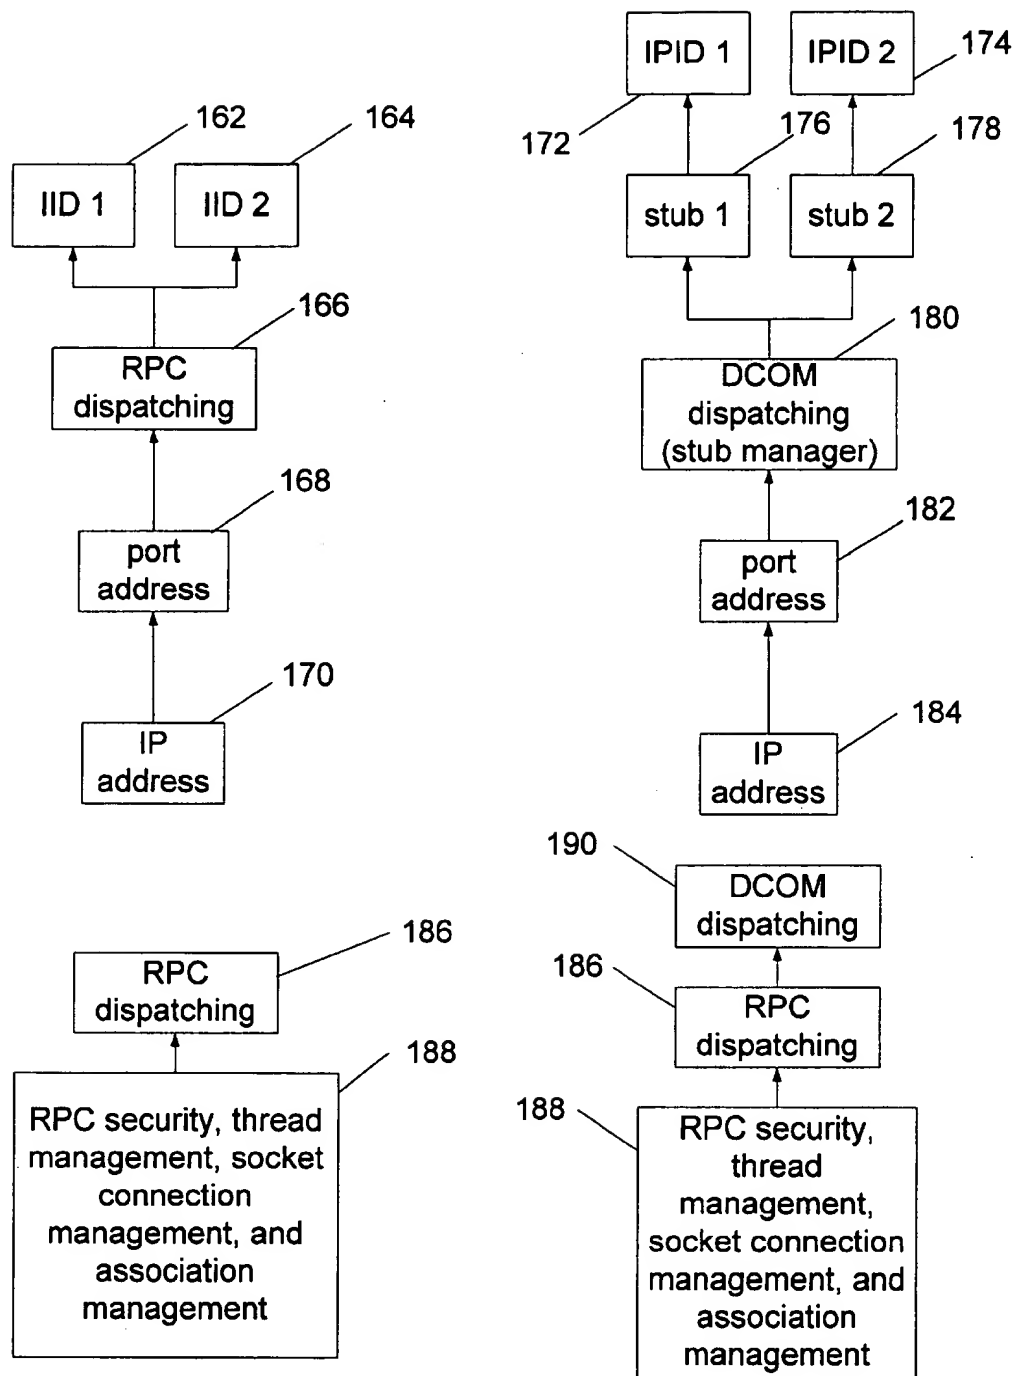 162
164
IID 1
IID 2
166
RPC
dispatching
168
port
address
170
IP
address
IPID 1
IPID 2
174
172
176
178
stub 1
stub 2
180
DCOM
dispatching
(stub manager)
182
port
address
184
IP
address
186
RPC
dispatching
188
RPC security, thread
management, socket
connection
management, and
association
management
190
DCOM
dispatching
186
RPC
dispatching
188
RPC security,
thread
management,
socket connection
management, and
association
management